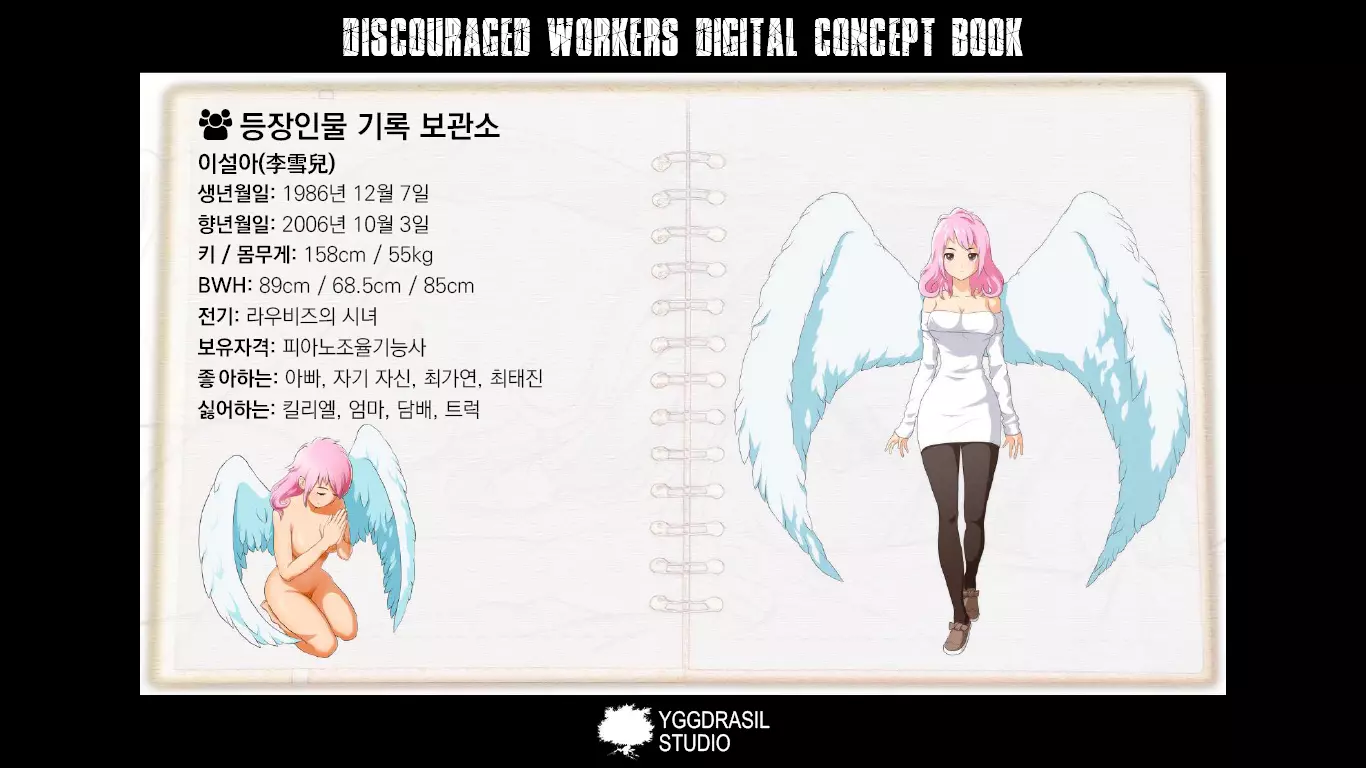 DISCOURAGED WORKERS DIGITAL CONCEPT BOOK
등장인물 기록 보관소
이설아(李雪兒)
생년월일: 1986년 12월 7일
향년월일: 2006년 10월 3일
키 / 몸무게: 158cm / 55kg
BWH: 89cm / 68.5cm / 85cm
전기: 라우비즈의 시녀
보유자격: 피아노조율기능사
좋아하는: 아빠, 자기 자신, 최가연, 최태진
싫어하는: 킬리엘, 엄마, 담배, 트럭
YGGDRASIL
STUDIO